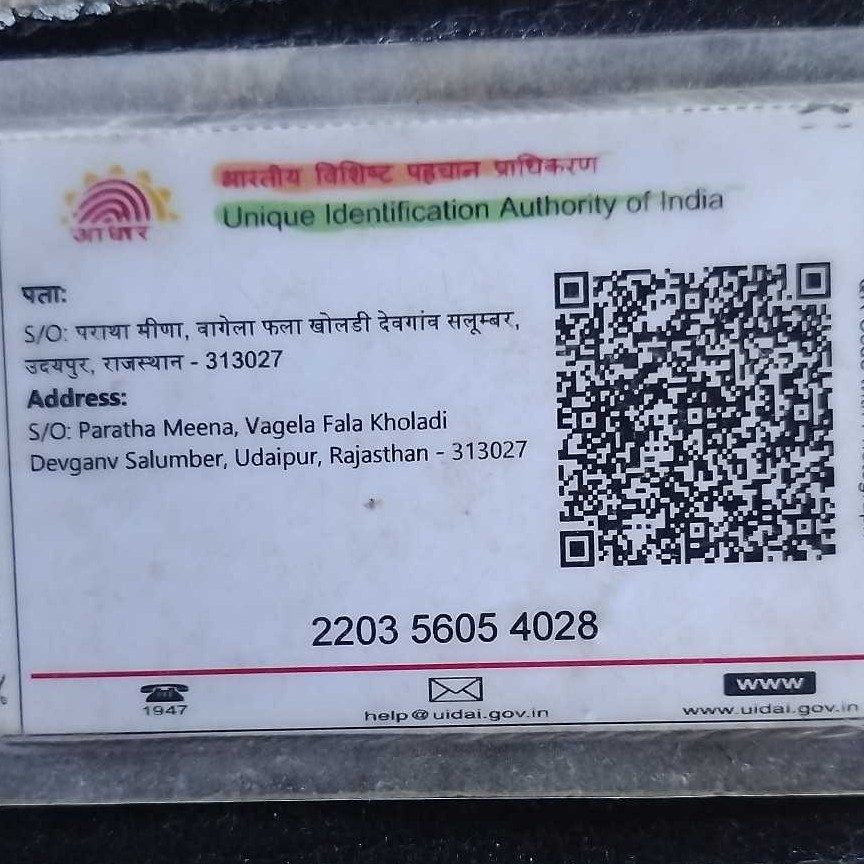 भारतीय विशिष्ट पहचान प्राधिकरण
Unique Identification Authority of India
आधार
पता:
S/O: पराथा मीणा, वागेला फला खोलडी देवगांव सलूम्बर,
उदयपुर, राजस्थान - 313027
Address:
S/O: Paratha Meena, Vagela Fala Kholadi
Devganv Salumber, Udaipur, Rajasthan - 313027
2203 5605 4028
WWW
1947
help@uidai.gov.in
www.uidai.gov.in